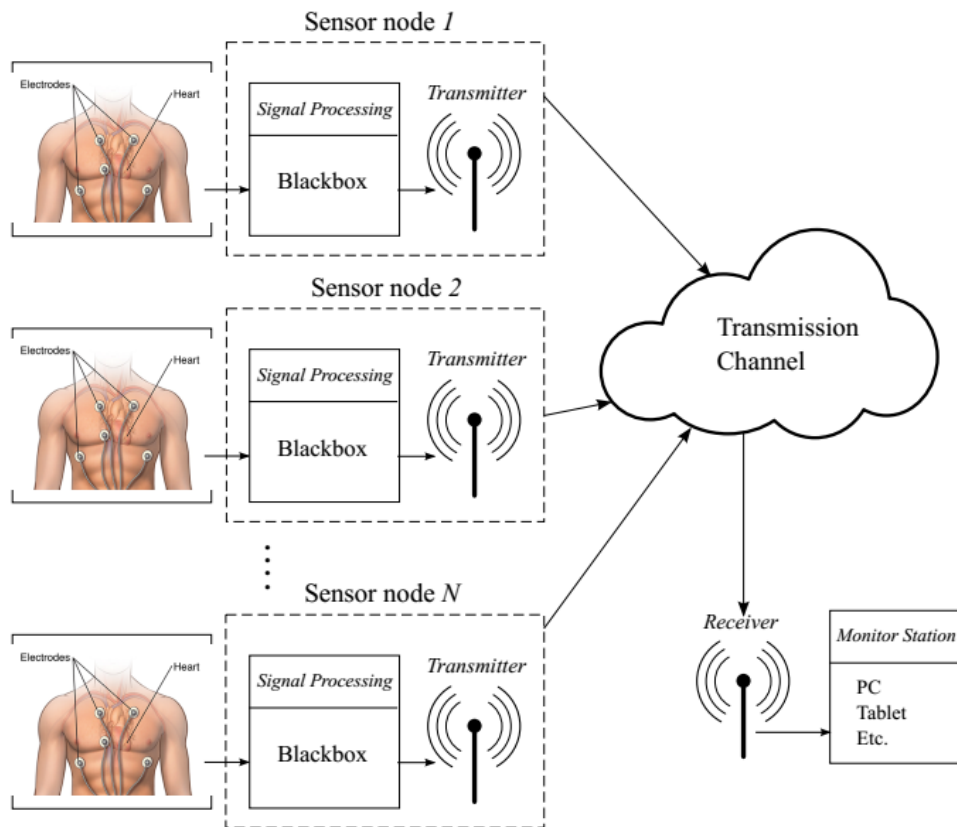 Sensor node 1
Electrodes
Heart
Signal Processing
Blackbox
Transmitter
Sensor node 2
Electrodes
Heart
Signal Processing
Blackbox
Transmitter
Transmission
Channel
Sensor node N
Electrodes
Heart
Signal Processing
Blackbox
Transmitter
Receiver
Monitor Station
PC
Tablet
Etc.